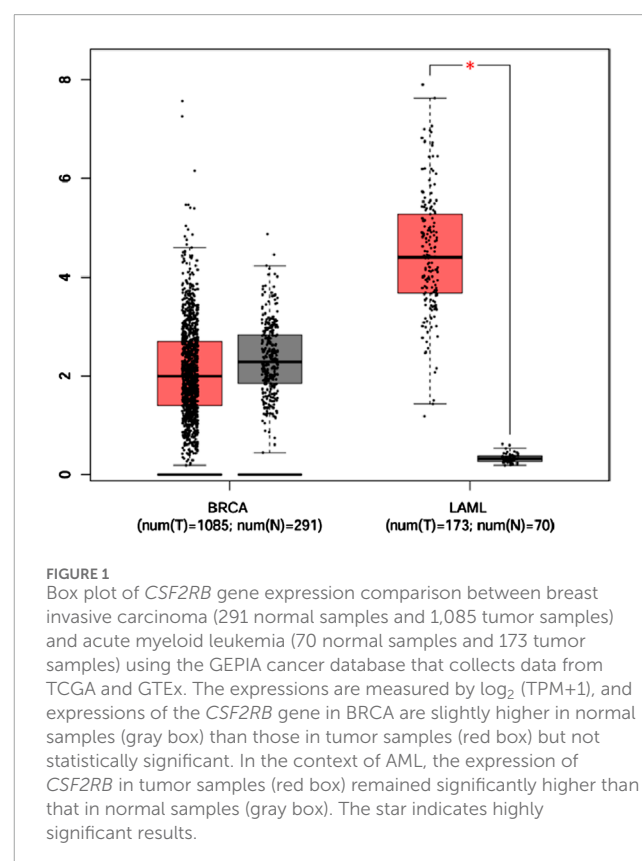 8
6
4
2
0
*
BRCA
(num(T)=1085; num(N)=291)
LAML
(num(T)=173; num(N)=70)
FIGURE 1
Box plot of CSF2RB gene expression comparison between breast
invasive carcinoma (291 normal samples and 1,085 tumor samples)
and acute myeloid leukemia (70 normal samples and 173 tumor
samples) using the GEPIA cancer database that collects data from
TCGA and GTEx. The expressions are measured by log₂ (TPM+1), and
expressions of the CSF2RB gene in BRCA are slightly higher in normal
samples (gray box) than those in tumor samples (red box) but not
statistically significant. In the context of AML, the expression of
CSF2RB in tumor samples (red box) remained significantly higher than
that in normal samples (gray box). The star indicates highly
significant results.